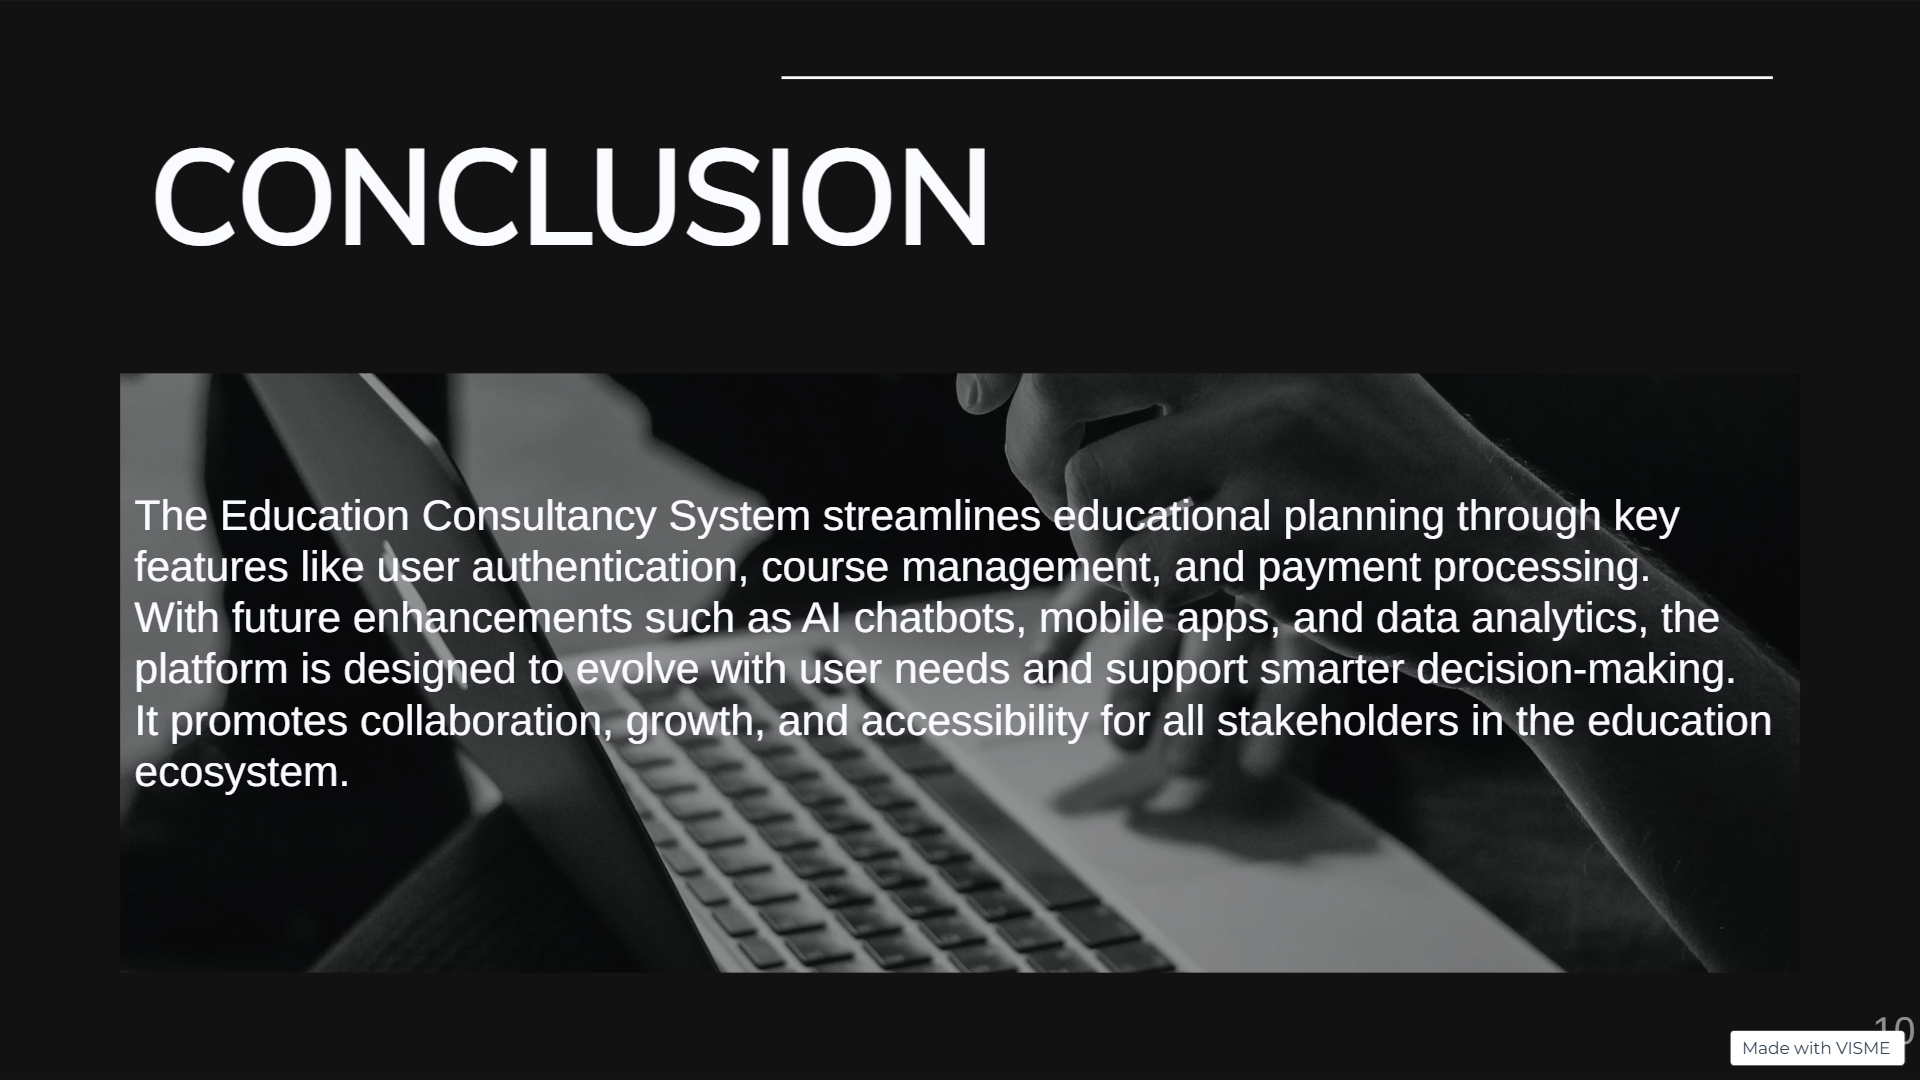 CONCLUSION
The Education Consultancy System streamlines educational planning through key
features like user authentication, course management, and payment processing.
With future enhancements such as AI chatbots, mobile apps, and data analytics, the
platform is designed to evolve with user needs and support smarter decision-making.
It promotes collaboration, growth, and accessibility for all stakeholders in the education
ecosystem.
10
Made with VISME